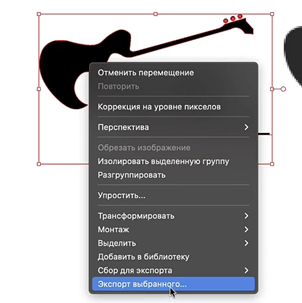 Отменить перемещение
Повторить
Коррекция на уровне пикселов
Перспектива
Обрезать изображение
Изолировать выделенную группу
Разгруппировать
Упростить...
Трансформировать
Монтаж
Выделить
Добавить в библиотеку
Сбор для экспорта
Экспорт выбранного...